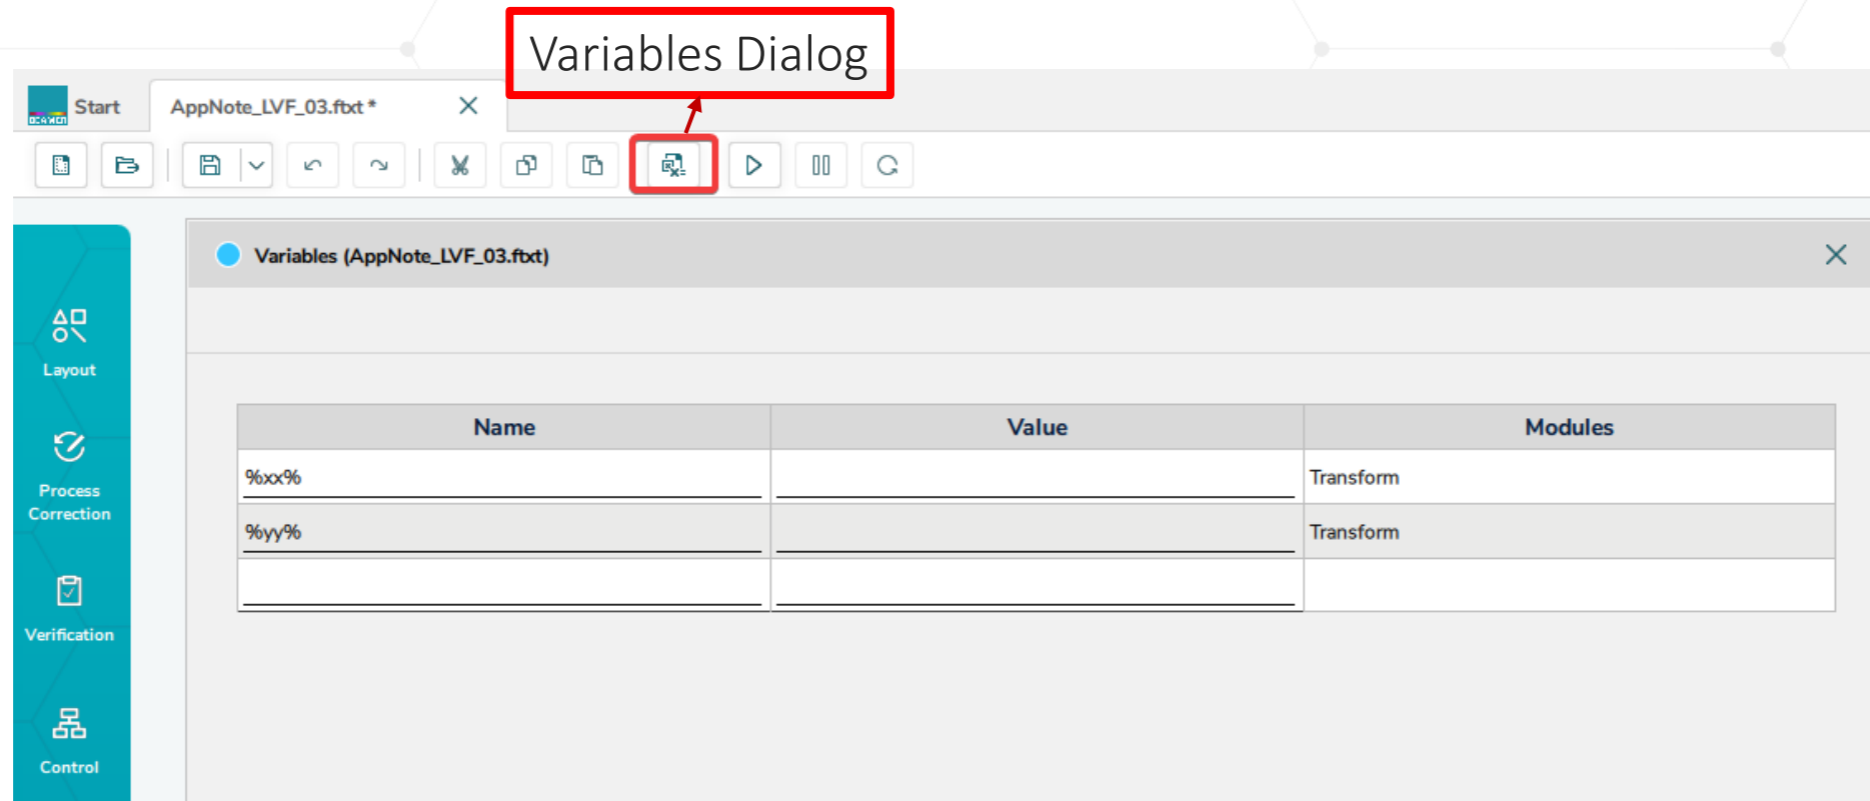 Variables Dialog
Start
AppNote_LVF_03.ftxt *
Variables (AppNote_LVF_03.ftxt)
Layout
Process
Correction
Verification
Control
Name Value Modules
%xx% Transform
%yy% Transform